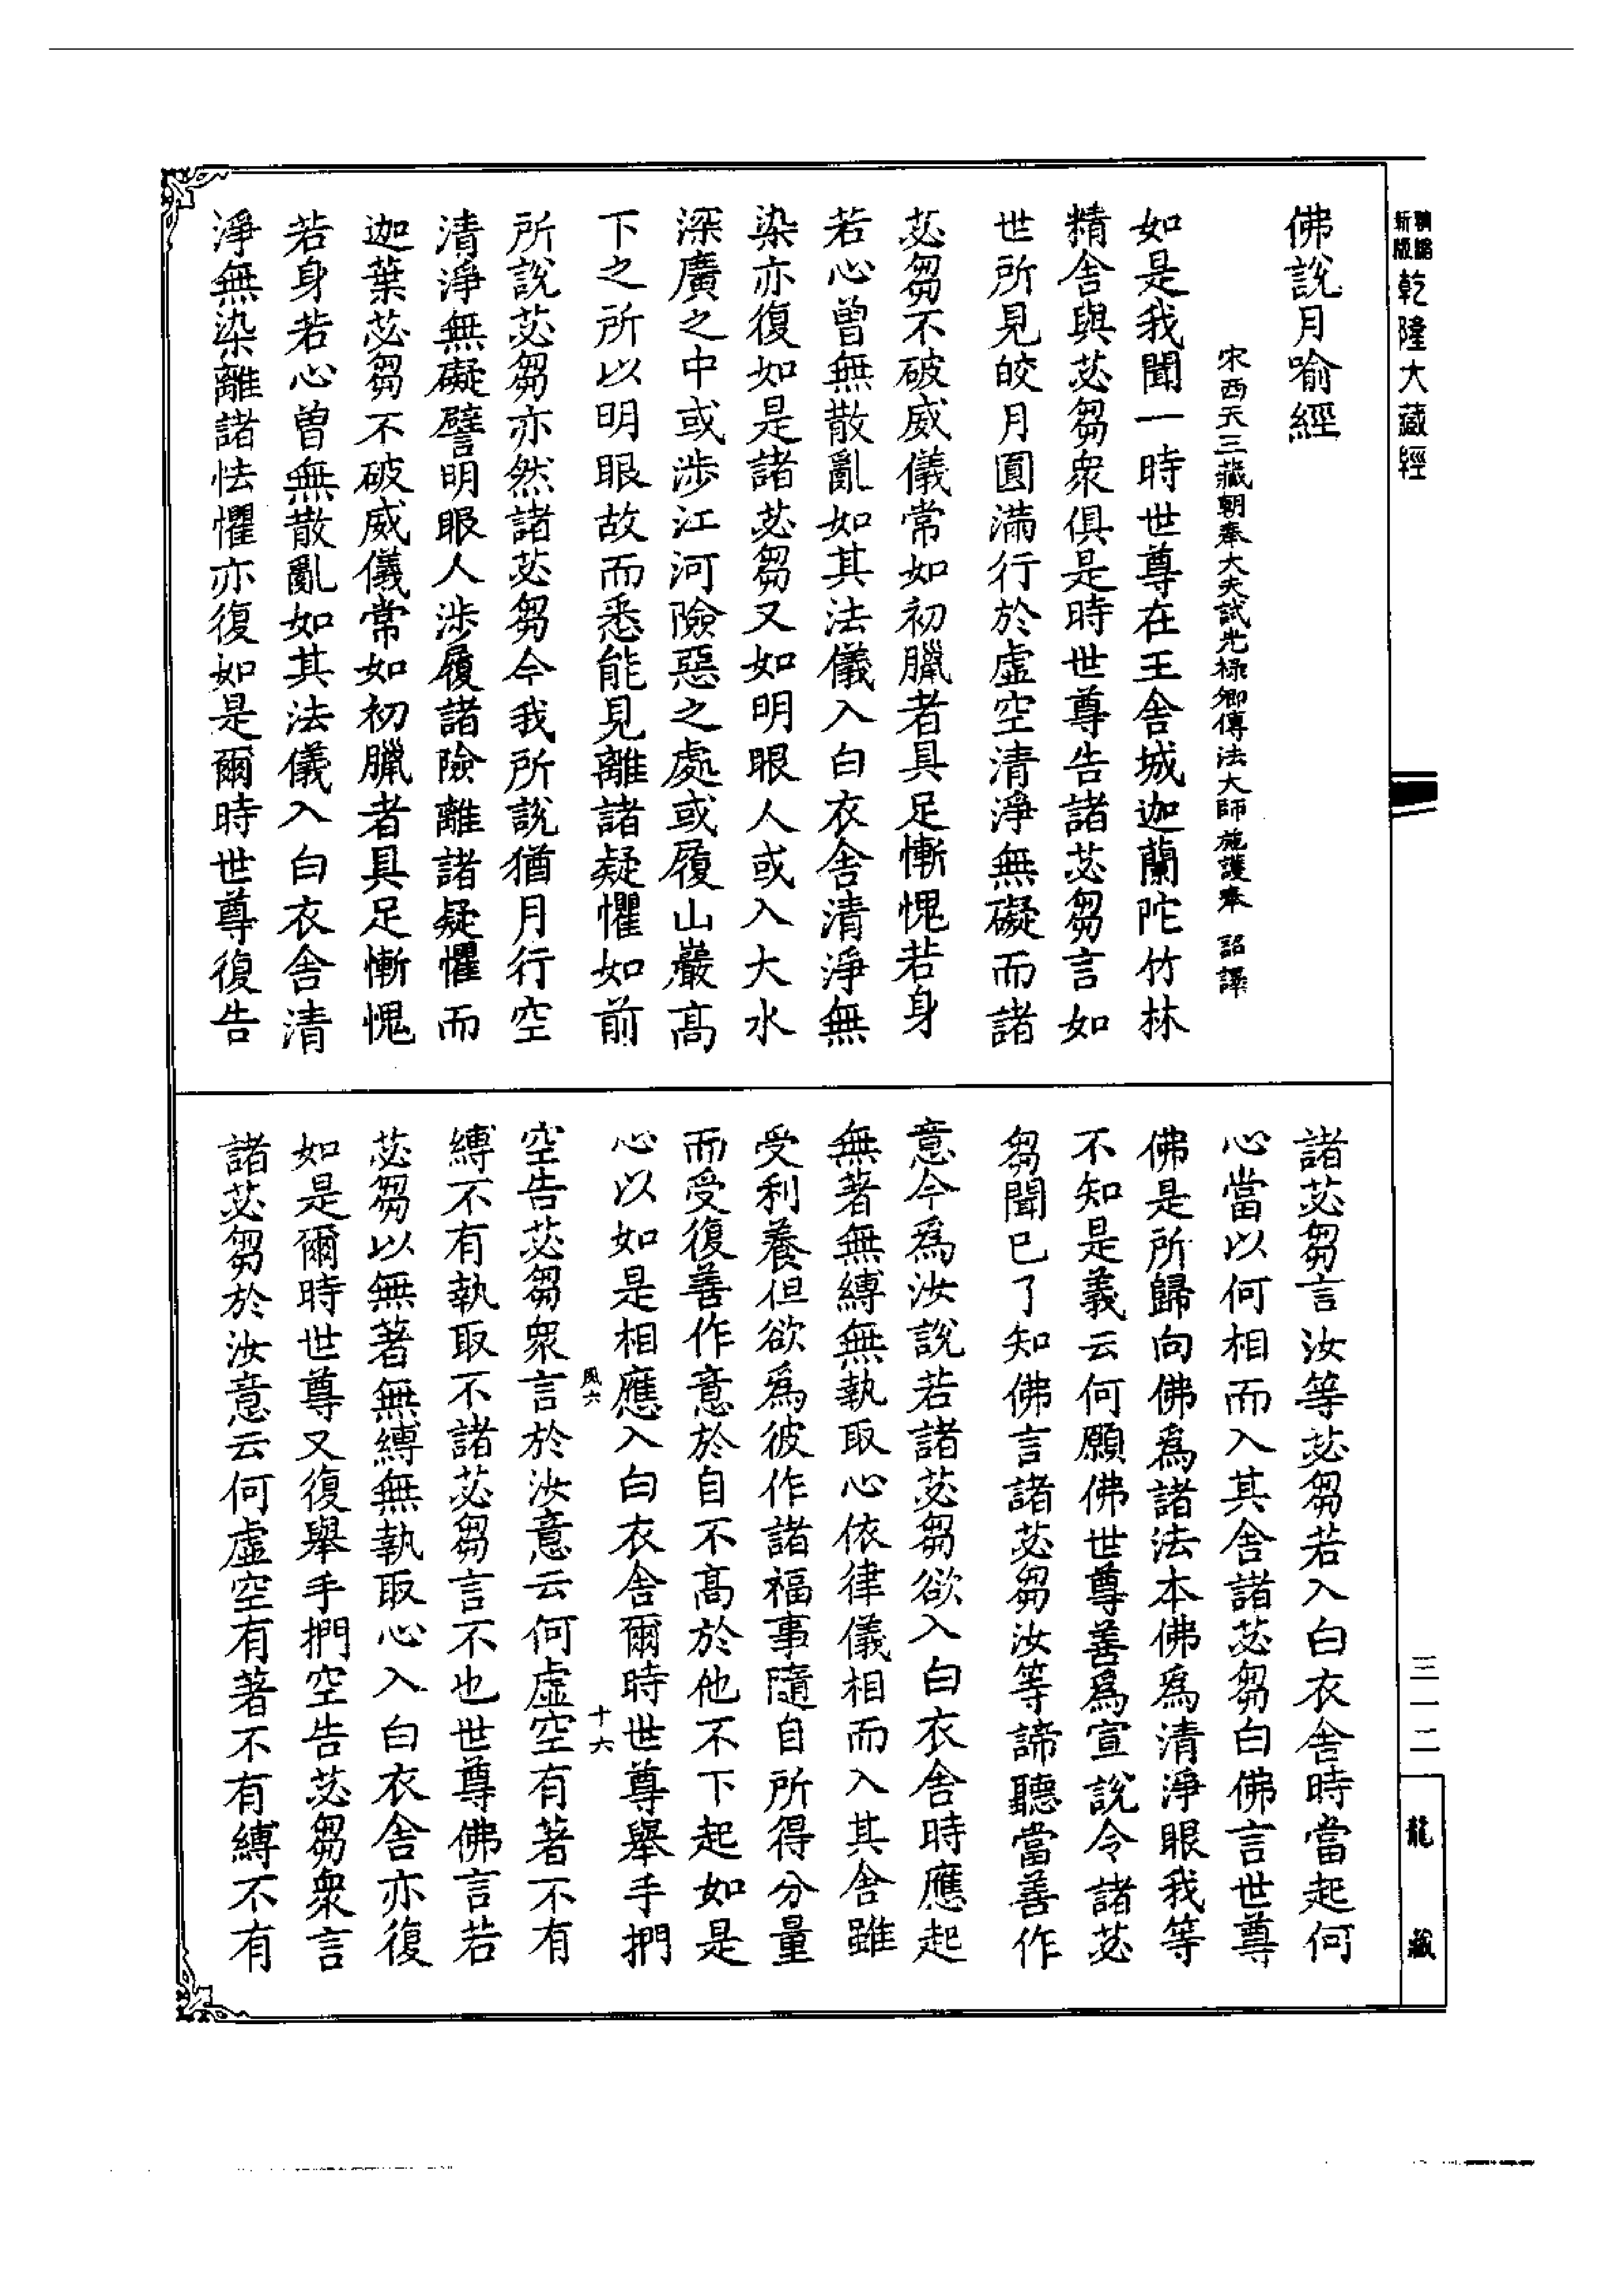 新編縮版
乾隆大藏經
佛說月喻經
宋西天三藏朝奉大夫試光祿卿傳法大師施護奉 詔譯
如是我聞一時世尊在王舍城迦蘭陀竹林
精舍與苾芻眾俱是時世尊告諸苾芻言如
世所見皎月圓滿行於虛空清淨無礙而諸
苾芻不破威儀常如初臘者具足慚愧若身
若心曾無散亂如其法儀入白衣舍清淨無
染亦復如是諸苾芻又如明眼人或入大水
深廣之中或涉江河險惡之處或履山巖高
下之所以明眼故而悉能見離諸疑懼如前
所說苾芻亦然諸苾芻今我所說猶月行空
清淨無礙譬明眼人涉履諸險離諸疑懼而
迦葉苾芻不破威儀常如初臘者具足慚愧
若身若心曾無散亂如其法儀入白衣舍清
淨無染離諸怯懼亦復如是爾時世尊復告
諸苾芻言汝等苾芻若入白衣舍時當起何
心當以何相而入其舍諸苾芻白佛言世尊
佛是所歸向佛為諸法本佛為清淨眼我等
不知是義云何願佛世尊善為宣說令諸苾
芻聞已了知佛言諸苾芻汝等諦聽當善作
意今為汝說若諸苾芻欲入白衣舍時應起
無著無縛無執取心依律儀相而入其舍雖
受利養但欲為彼作諸福事隨自所得分量
而受復善作意於自不高於他不下起如是
心以如是相應入白衣舍爾時世尊舉手捫
風六
十六
空告苾芻眾言於汝意云何虛空有著不有
縛不有執取不諸苾芻言不也世尊佛言若
苾芻以無著無縛無執取心入白衣舍亦復
如是爾時世尊又復舉手捫空告苾芻眾言
諸苾芻於汝意云何虛空有著不有縛不有
三一二
龍藏